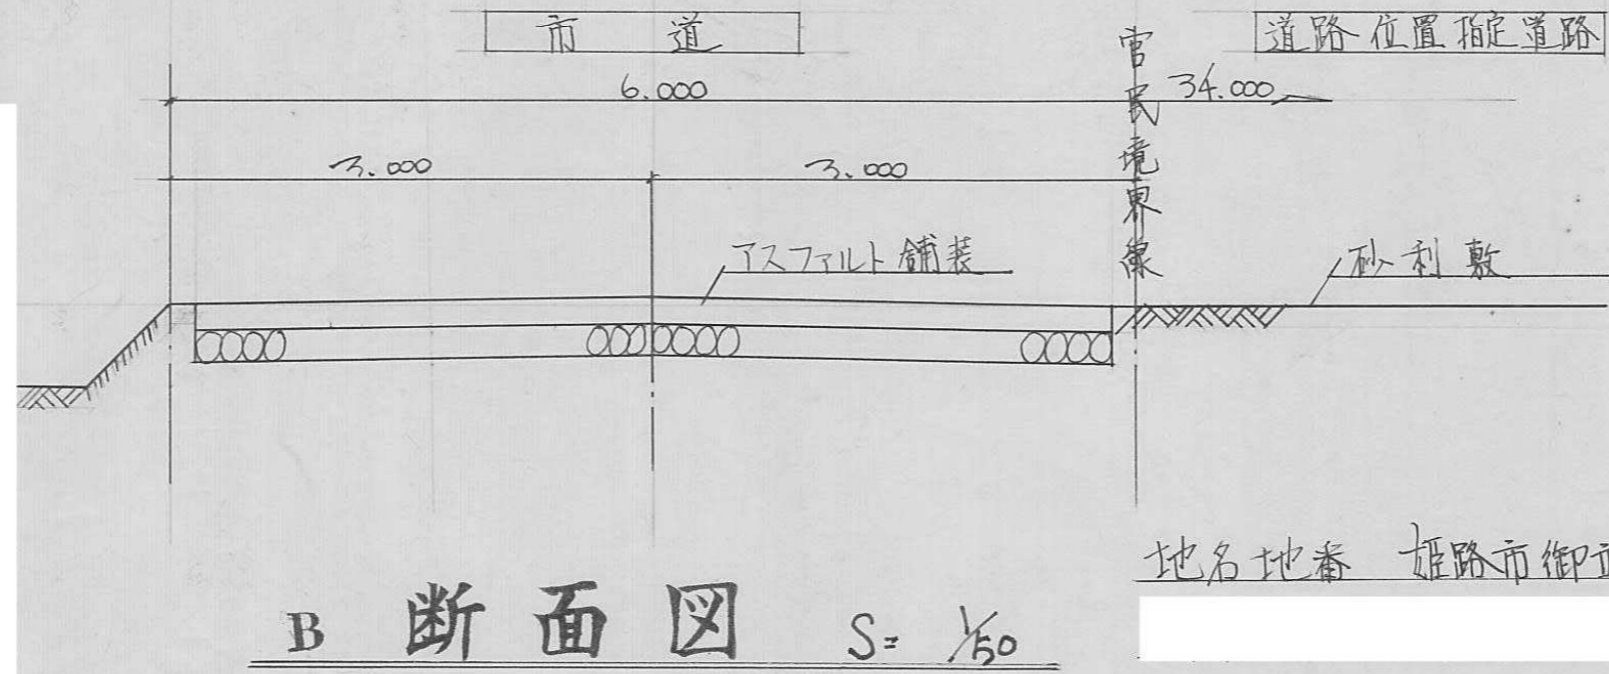 市 道
道路位置指定道路
6.000
34.000
官民境界線
3.000
3.000
アスファルト舗装
砂利敷
地名地番 姫路市御
B 断面図 S= 1/50